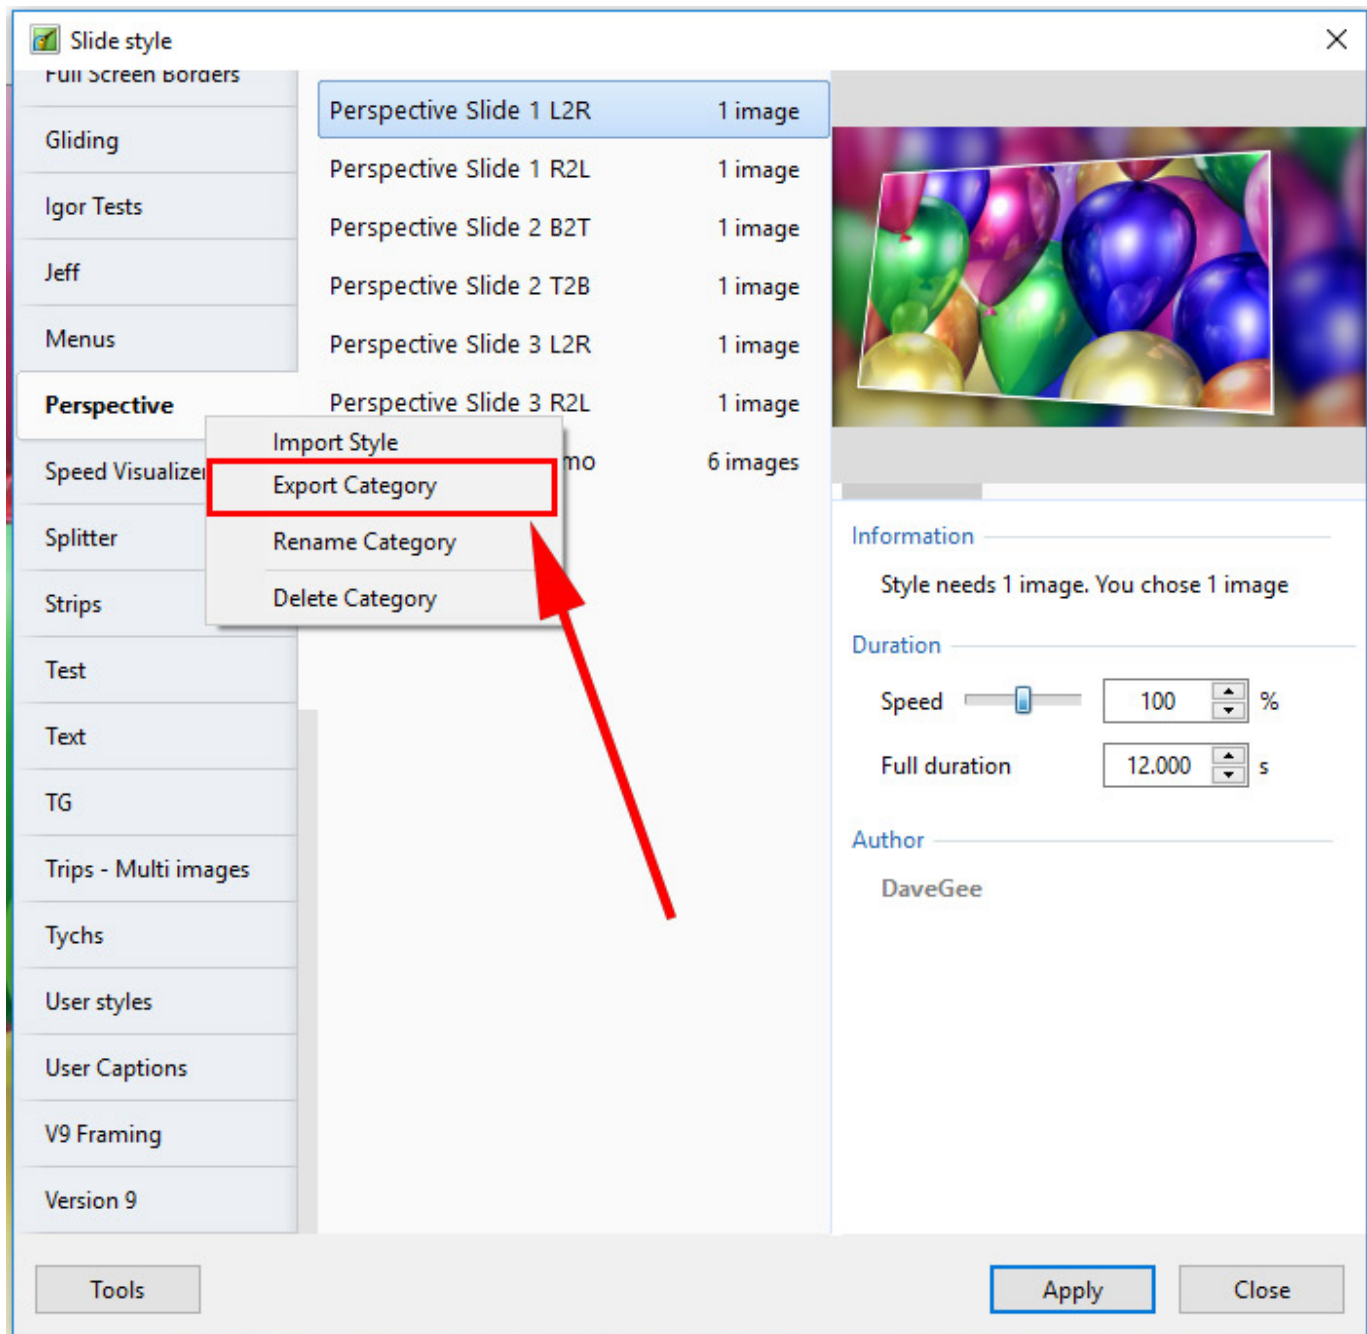 Slide style
Full Screen Borders
Gliding
Igor Tests
Jeff
Menus
Perspective
Speed Visualizer
Splitter
Strips
Test
Text
TG
Trips - Multi images
Tychs
User styles
User Captions
V9 Framing
Version 9
Perspective Slide 1 L2R 1 image
Perspective Slide 1 R2L 1 image
Perspective Slide 2 B2T 1 image
Perspective Slide 2 T2B 1 image
Perspective Slide 3 L2R 1 image
Perspective Slide 3 R2L 1 image
mo 6 images
Import Style
Export Category
Rename Category
Delete Category
Information
Style needs 1 image. You chose 1 image
Duration
Speed 100 %
Full duration 12.000 s
Author
DaveGee
Tools Apply Close